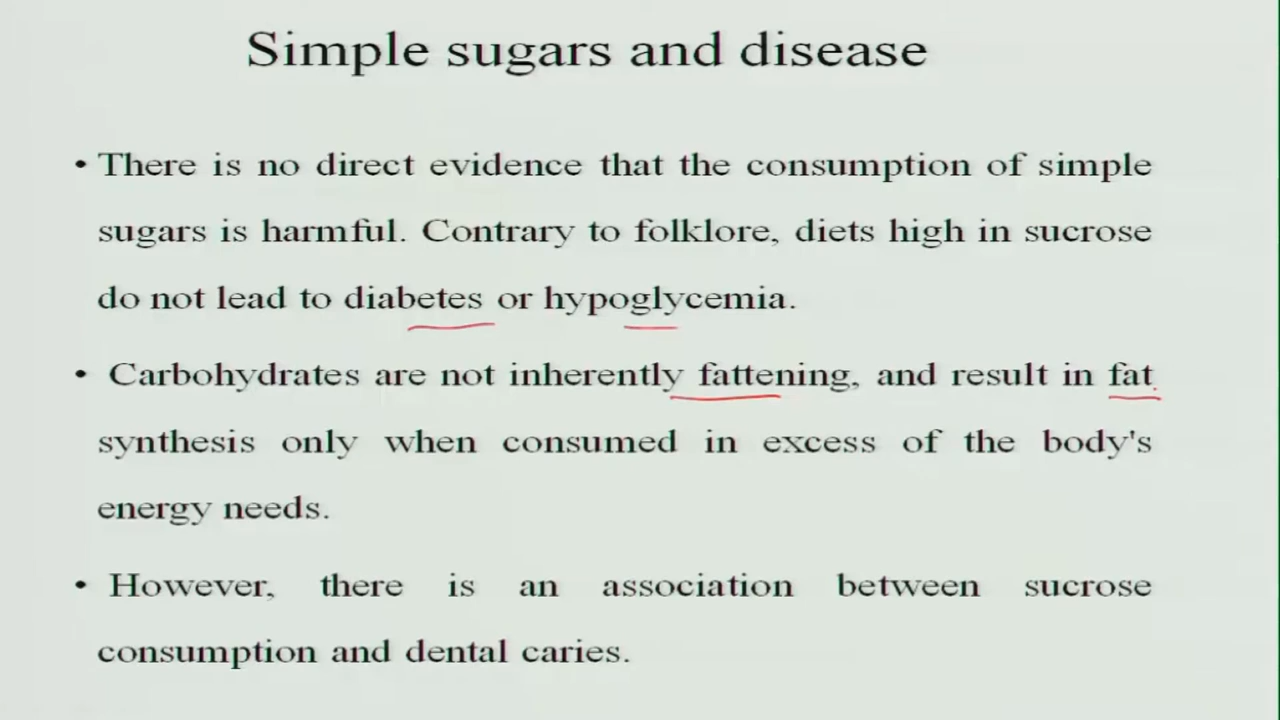 Simple sugars and disease
• There is no direct evidence that the consumption of simple
sugars is harmful. Contrary to folklore, diets high in sucrose
do not lead to diabetes or hypoglycemia.
• Carbohydrates are not inherently fattening, and result in fat
synthesis only when consumed in excess of the body's
energy needs.
• However, there is an association between sucrose
consumption and dental caries.